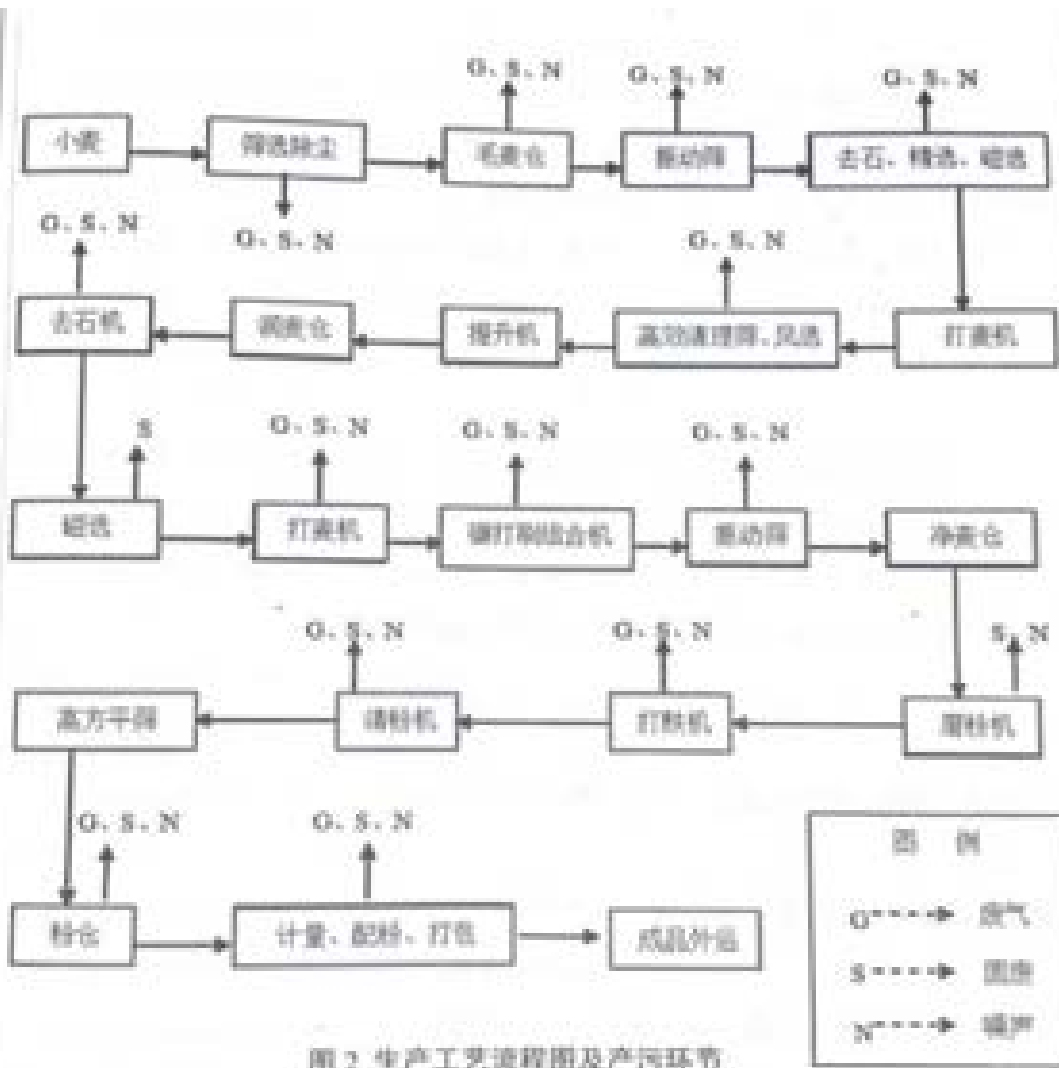 G、S、N
G、S、N
G、S、N
小麦
筛选除尘
毛麦仓
振动筛
去石、精选、磁选
G、S、N
G、S、N
G、S、N
去石机
润麦仓
提升机
高效清理筛、风选
打麦机
S
G、S、N
G、S、N
G、S、N
磁选
打麦机
振动筛
净麦仓
G、S、N
G、S、N
S、N
高方平筛
清粉机
打麸机
磨粉机
G、S、N
G、S、N
粉仓
计量、配粉、打包
成品外运
图 例
G 废气
S 固废
N 噪声
图 2 生产工艺流程图及产污环节